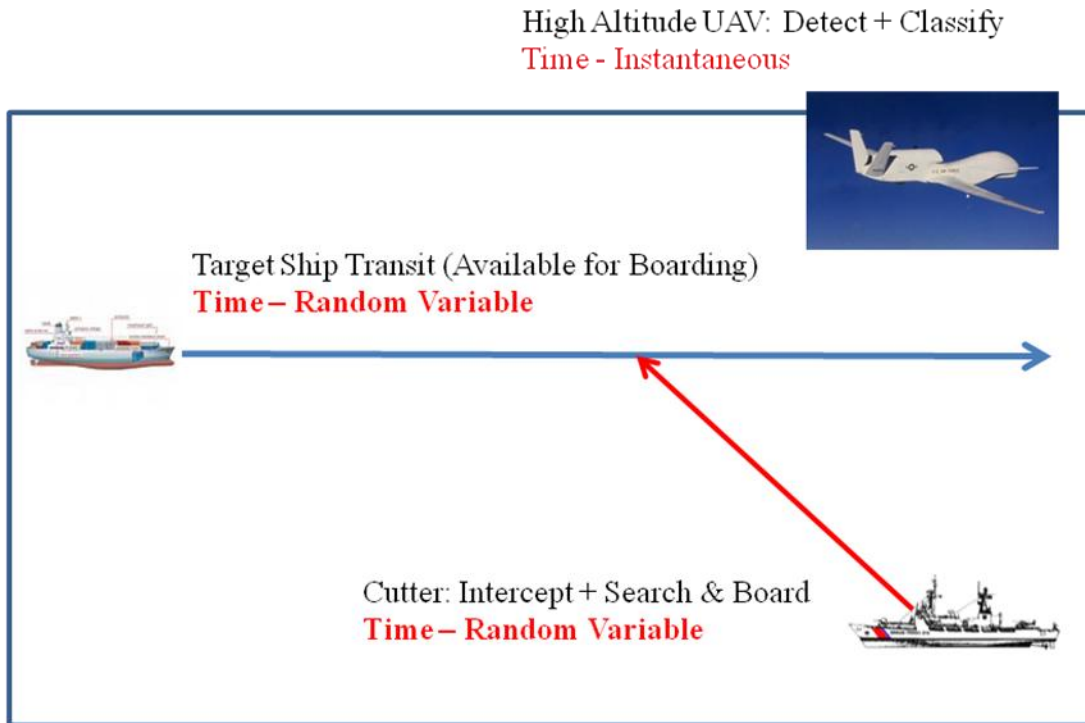 High Altitude UAV: Detect + Classify
Time - Instantaneous
Target Ship Transit (Available for Boarding)
Time – Random Variable
Cutter: Intercept + Search & Board
Time – Random Variable